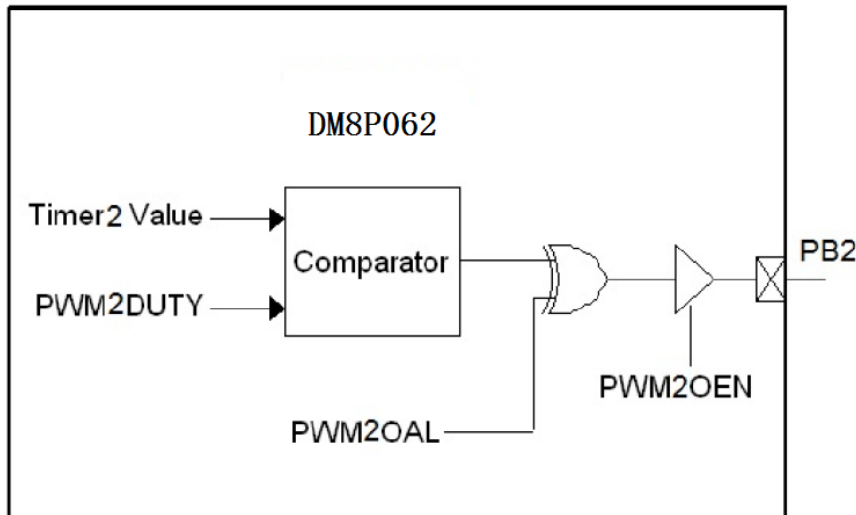 DM8P062
Timer2 Value
Comparator
PB2
PWM2DUTY
PWM2OEN
PWM2OAL